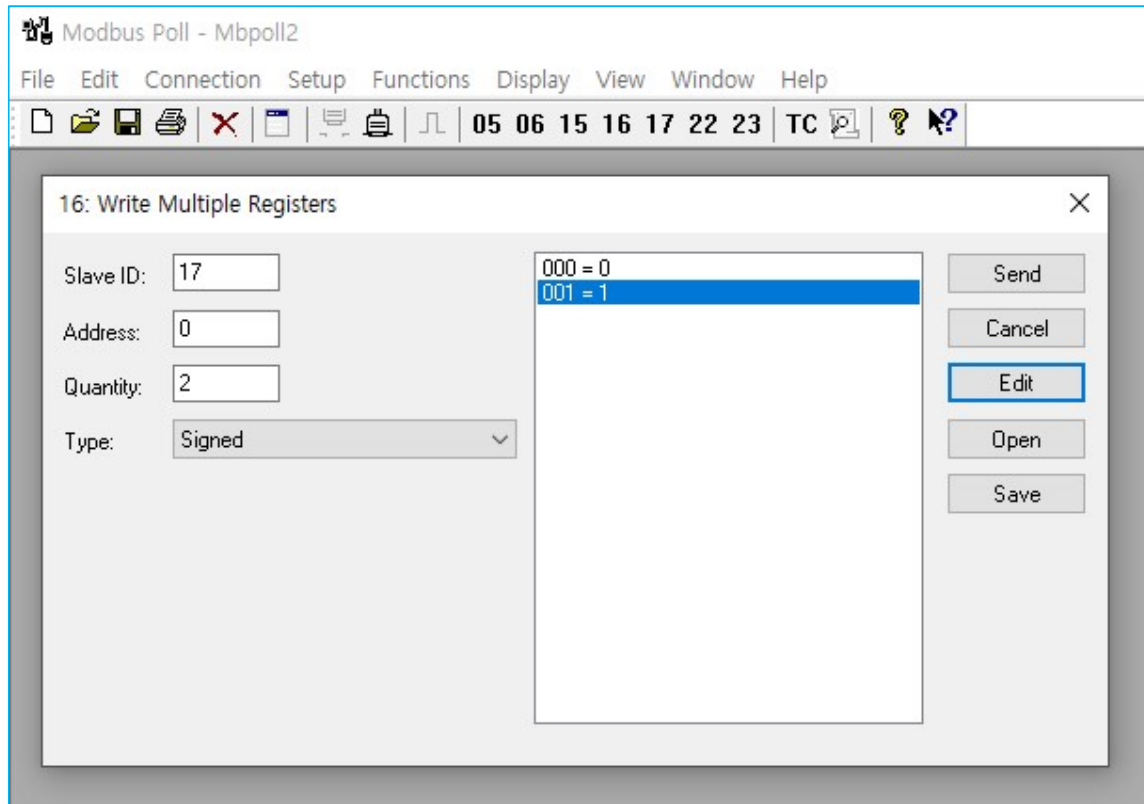 Modbus Poll - Mbpoll2
File Edit Connection Setup Functions Display View Window Help
05 06 15 16 17 22 23 TC
16: Write Multiple Registers
Slave ID: 17
Address: 0
Quantity: 2
Type: Signed
000 = 0
001 = 1
Send
Cancel
Edit
Open
Save